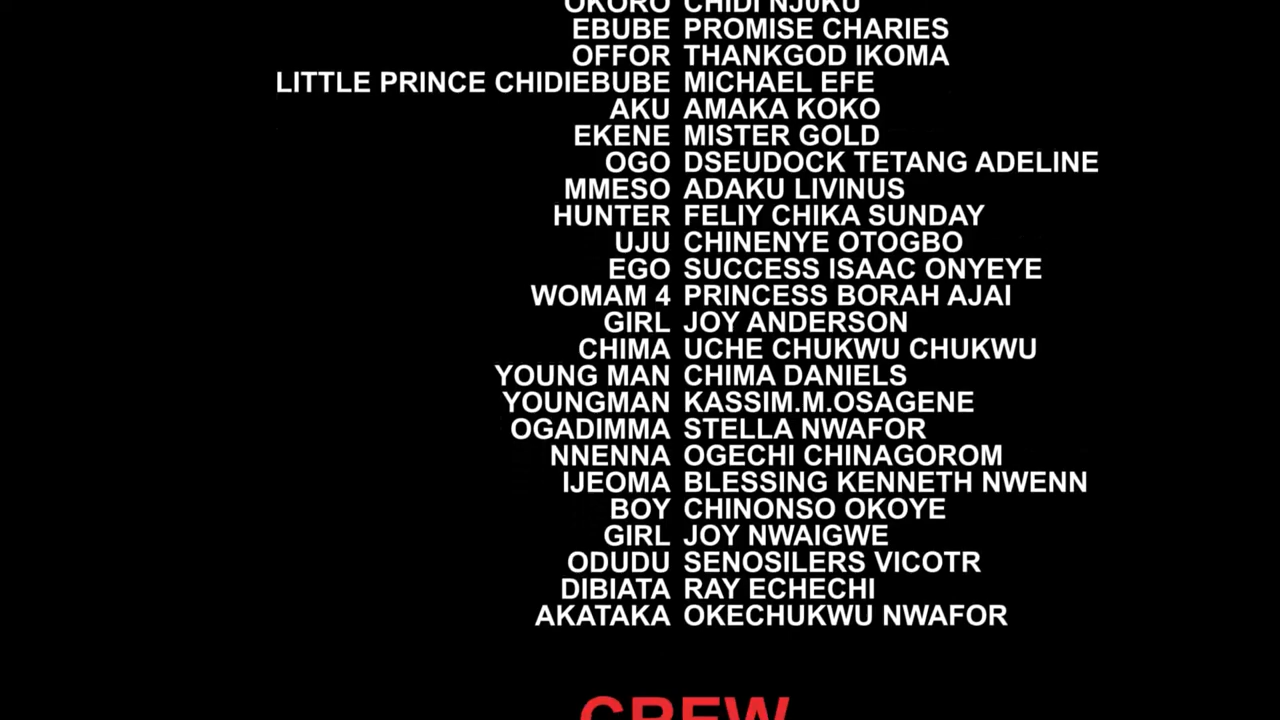 OKORO CHIDI NJ0KU
EBUBE PROMISE CHARIES
OFFOR THANKGOD IKOMA
LITTLE PRINCE CHIDIEBUBE MICHAEL EFE
AKU AMAKA KOKO
EKENE MISTER GOLD
OGO DSEUDOCK TETANG ADELINE
MMESO ADAKU LIVINUS
HUNTER FELIY CHIKA SUNDAY
UJU CHINENYE OTOGBO
EGO SUCCESS ISAAC ONYEYE
WOMAM 4 PRINCESS BORAH AJAI
GIRL JOY ANDERSON
CHIMA UCHE CHUKWU CHUKWU
YOUNG MAN CHIMA DANIELS
YOUNGMAN KASSIM.M.OSAGENE
OGADIMMA STELLA NWAFOR
NNENNA OGECHI CHINAGOROM
IJEOMA BLESSING KENNETH NWENN
BOY CHINONSO OKOYE
GIRL JOY NWAIGWE
ODUDU SENOSILERS VICOTR
DIBIATA RAY ECHECHI
AKATAKA OKECHUKWU NWAFOR
CREW